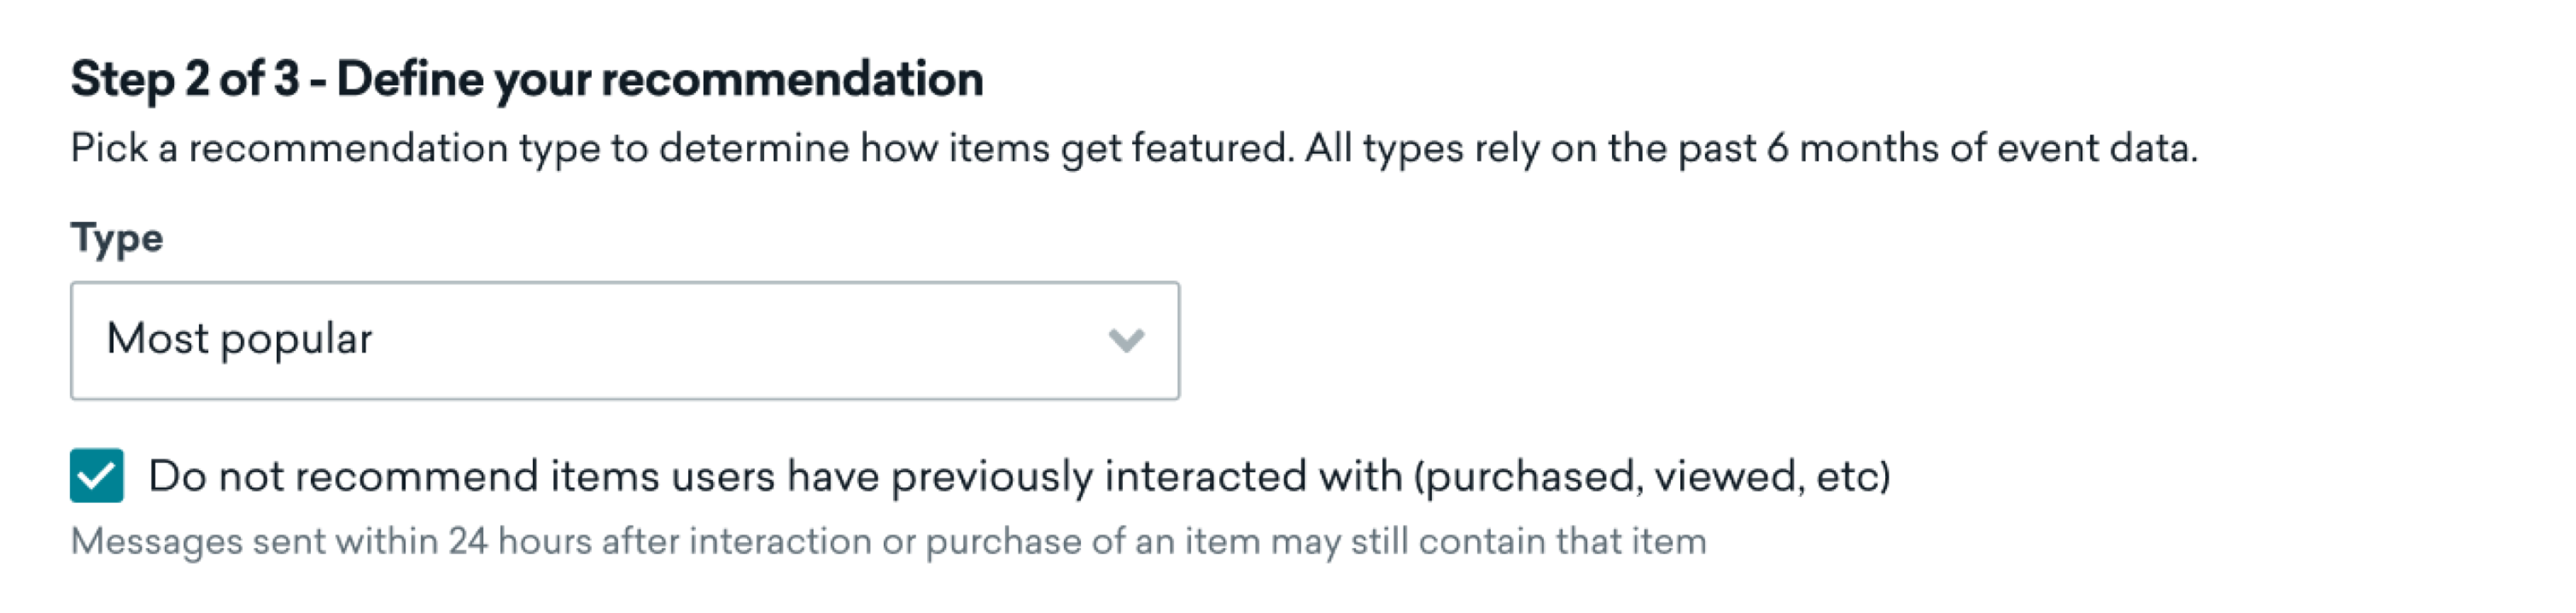 Step 2 of 3 - Define your recommendation
Pick a recommendation type to determine how items get featured. All types rely on the past 6 months of event data.
Type
Most popular
Do not recommend items users have previously interacted with (purchased, viewed, etc)
Messages sent within 24 hours after interaction or purchase of an item may still contain that item